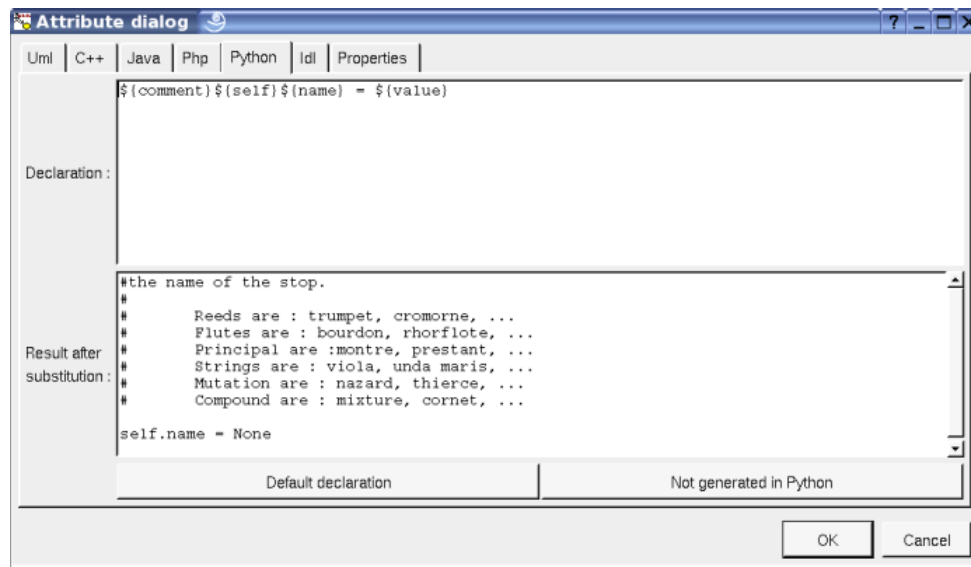 Attribute dialog
Uml C++ Java Php Python Idl Properties
Declaration :
${comment}${self}${name} = ${value}
Result after
substitution :
#the name of the stop.
#
#       Reeds are : trumpet, cromorne, ...
#       Flutes are : bourdon, rhorflote, ...
#       Principal are :montre, prestant, ...
#       Strings are : viola, unda maris, ...
#       Mutation are : nazard, thierce, ...
#       Compound are : mixture, cornet, ...
self.name = None
Default declaration Not generated in Python
OK Cancel